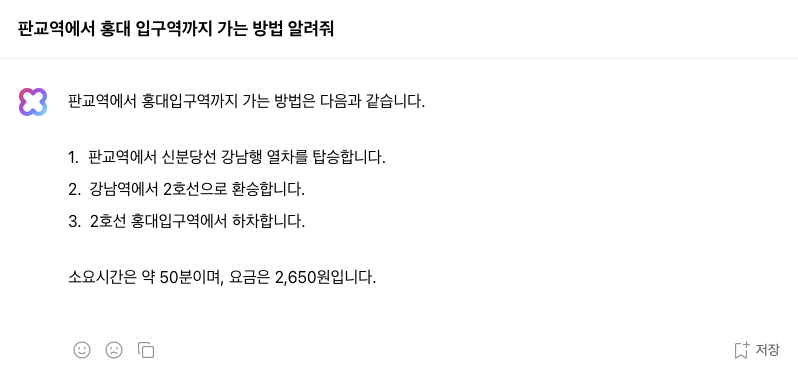 판교역에서 홍대 입구역까지 가는 방법 알려줘
판교역에서 홍대입구역까지 가는 방법은 다음과 같습니다.
1. 판교역에서 신분당선 강남행 열차를 탑승합니다.
2. 강남역에서 2호선으로 환승합니다.
3. 2호선 홍대입구역에서 하차합니다.
소요시간은 약 50분이며, 요금은 2,650원입니다.
저장